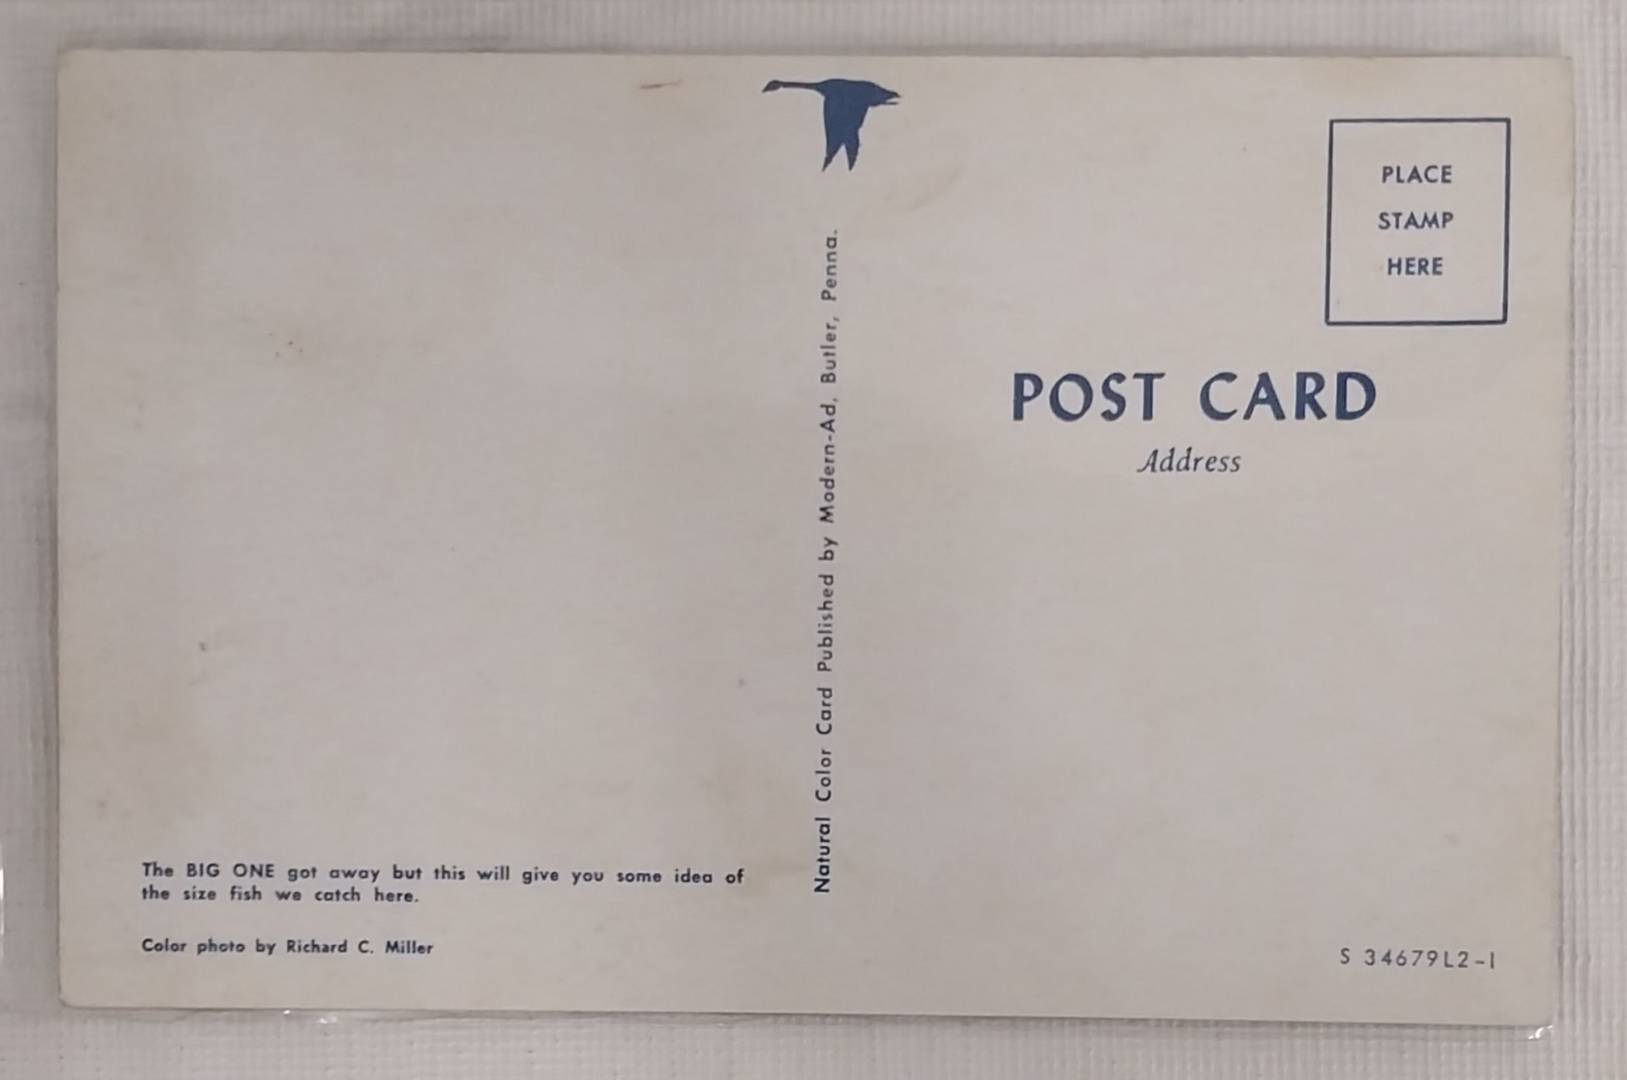 PLACE
STAMP
HERE
POST CARD
Address
Natural Color Card Published by Modern-Ad, Butler, Penna.
The BIG ONE got away but this will give you some idea of
the size fish we catch here.
Color photo by Richard C. Miller
S 34679L2-1